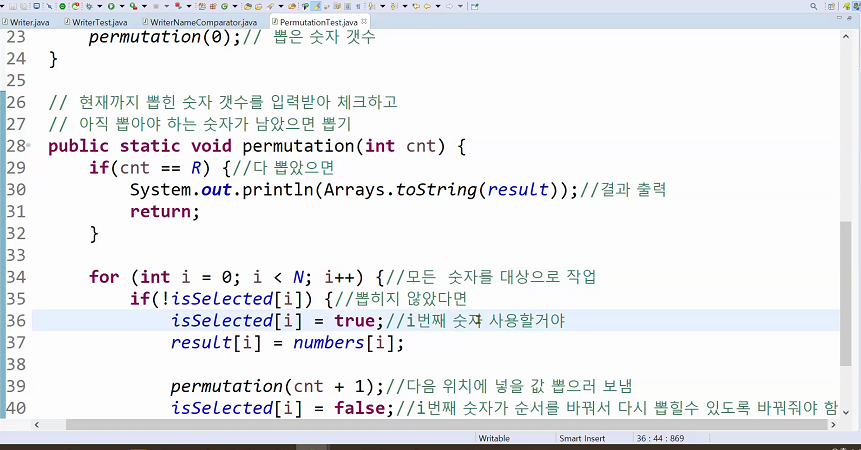 Writer.java WriterTest.java WriterNameComparator.java PermutationTest.java
23 permutation(0);// 뽑은 숫자 갯수
24 }
25
26 // 현재까지 뽑힌 숫자 갯수를 입력받아 체크하고
27 // 아직 뽑아야 하는 숫자가 남았으면 뽑기
28 public static void permutation(int cnt) {
29 if(cnt == R) {//다 뽑았으면
30 System.out.println(Arrays.toString(result));//결과 출력
31 return;
32 }
33
34 for (int i = 0; i < N; i++) {//모든  숫자를 대상으로 작업
35 if(!isSelected[i]) {//뽑히지 않았다면
36 isSelected[i] = true;//i번째 숫자 사용할거야
37 result[i] = numbers[i];
38
39 permutation(cnt + 1);//다음 위치에 넣을 값 뽑으러 보냄
40 isSelected[i] = false;//i번째 숫자가 순서를 바꿔서 다시 뽑힐수 있도록 바꿔줘야 함
Writable Smart Insert 36 : 44 : 869